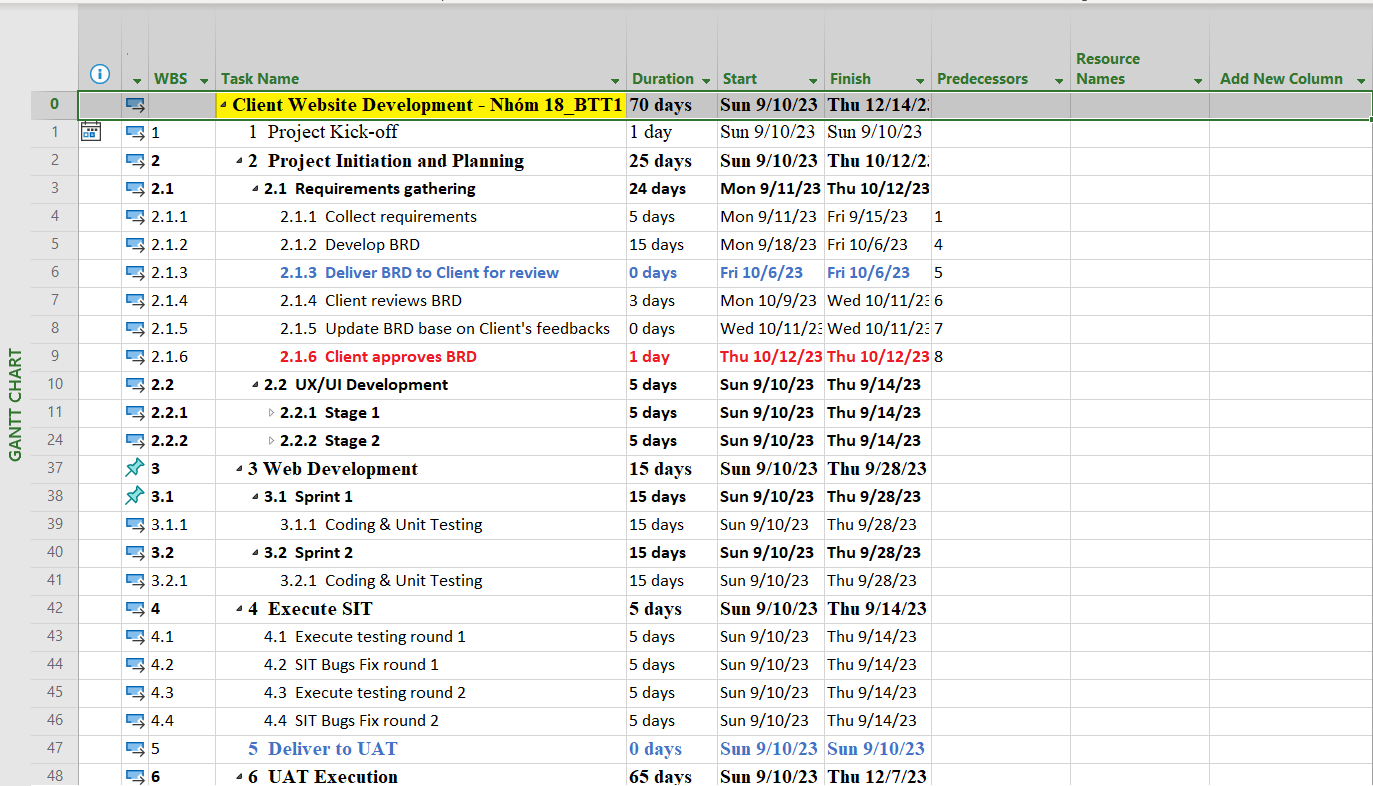 Resource
WBS Task Name Duration Start Finish Predecessors Names Add New Column
GANTT CHART
0 Client Website Development - Nhóm 18_BTT1 70 days Sun 9/10/23 Thu 12/14/2
1 1 1 Project Kick-off 1 day Sun 9/10/23 Sun 9/10/23
2 2 2 Project Initiation and Planning 25 days Sun 9/10/23 Thu 10/12/2
3 2.1 2.1 Requirements gathering 24 days Mon 9/11/23 Thu 10/12/23
4 2.1.1 2.1.1 Collect requirements 5 days Mon 9/11/23 Fri 9/15/23 1
5 2.1.2 2.1.2 Develop BRD 15 days Mon 9/18/23 Fri 10/6/23 4
6 2.1.3 2.1.3 Deliver BRD to Client for review 0 days Fri 10/6/23 Fri 10/6/23 5
7 2.1.4 2.1.4 Client reviews BRD 3 days Mon 10/9/23 Wed 10/11/23 6
8 2.1.5 2.1.5 Update BRD base on Client's feedbacks 0 days Wed 10/11/23 Wed 10/11/23 7
9 2.1.6 2.1.6 Client approves BRD 1 day Thu 10/12/23 Thu 10/12/23 8
10 2.2 2.2 UX/UI Development 5 days Sun 9/10/23 Thu 9/14/23
11 2.2.1 2.2.1 Stage 1 5 days Sun 9/10/23 Thu 9/14/23
24 2.2.2 2.2.2 Stage 2 5 days Sun 9/10/23 Thu 9/14/23
37 3 3 Web Development 15 days Sun 9/10/23 Thu 9/28/23
38 3.1 3.1 Sprint 1 15 days Sun 9/10/23 Thu 9/28/23
39 3.1.1 3.1.1 Coding & Unit Testing 15 days Sun 9/10/23 Thu 9/28/23
40 3.2 3.2 Sprint 2 15 days Sun 9/10/23 Thu 9/28/23
41 3.2.1 3.2.1 Coding & Unit Testing 15 days Sun 9/10/23 Thu 9/28/23
42 4 4 Execute SIT 5 days Sun 9/10/23 Thu 9/14/23
43 4.1 4.1 Execute testing round 1 5 days Sun 9/10/23 Thu 9/14/23
44 4.2 4.2 SIT Bugs Fix round 1 5 days Sun 9/10/23 Thu 9/14/23
45 4.3 4.3 Execute testing round 2 5 days Sun 9/10/23 Thu 9/14/23
46 4.4 4.4 SIT Bugs Fix round 2 5 days Sun 9/10/23 Thu 9/14/23
47 5 5 Deliver to UAT 0 days Sun 9/10/23 Sun 9/10/23
48 6 6 UAT Execution 65 days Sun 9/10/23 Thu 12/7/23